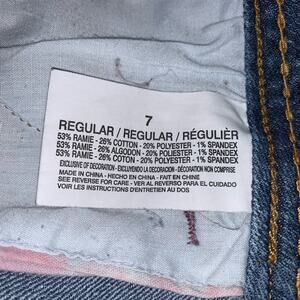 7
REGULAR / REGULAR / RÉGULIÈR
53% RAMIE - 26% COTTON - 20% POLYESTER - 1% SPANDEX
53% RAMIE - 26% ALGODON - 20% POLIESTER - 1% SPANDEX
53% RAMIE - 26% COTON - 20% POLYESTER - 1% SPANDEX
EXCLUSIVE OF DECORATION - EXCLUYENDO LA DECORACION - DÉCORATION NON COMPRISE
MADE IN CHINA - HECHO EN CHINA - FAIT EN CHINE
SEE REVERSE FOR CARE - VER AL REVERSO PARA EL CUIDADO
VOIR LES INSTRUCTIONS D'ENTRETIEN AU DOS